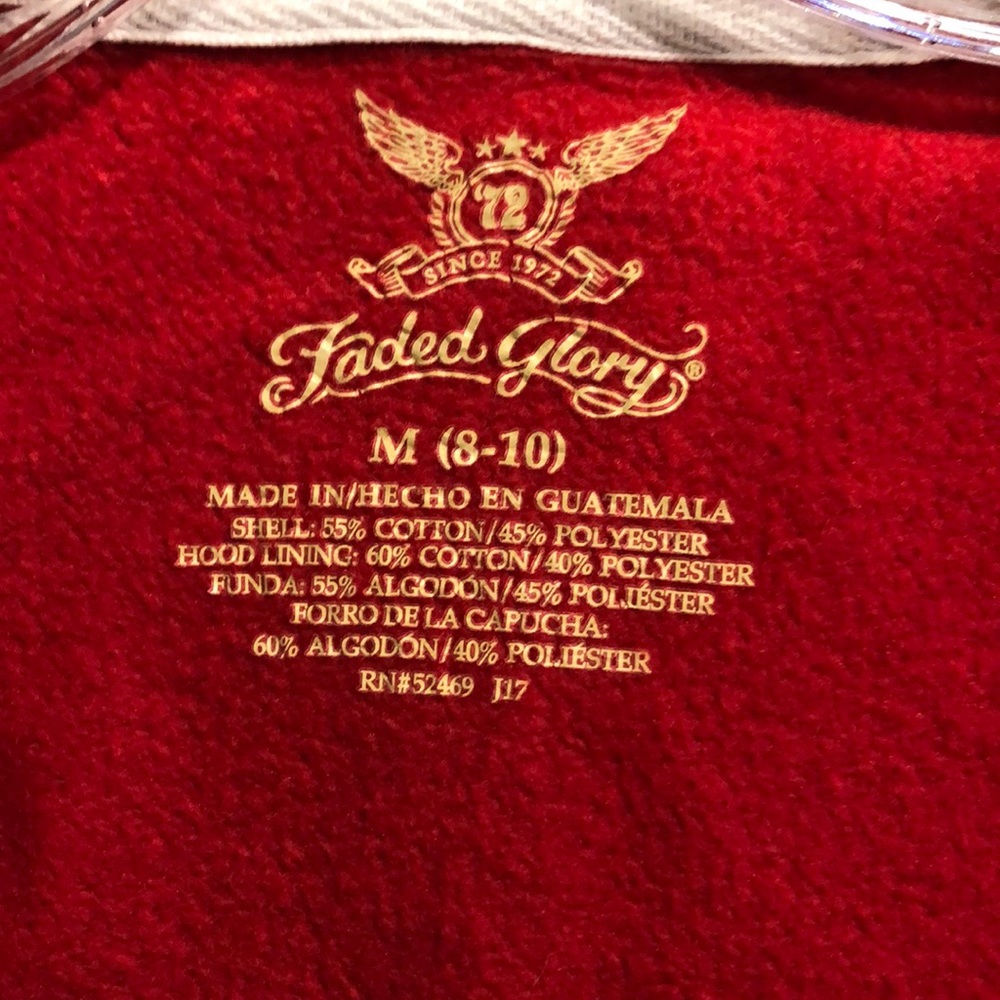 72
SINCE 1972
Faded Glory®
M (8-10)
MADE IN/HECHO EN GUATEMALA
SHELL: 55% COTTON/45% POLYESTER
HOOD LINING: 60% COTTON/40% POLYESTER
FUNDA: 55% ALGODÓN/45% POLIÉSTER
FORRO DE LA CAPUCHA:
60% ALGODÓN/40% POLIÉSTER
RN#52469 J17